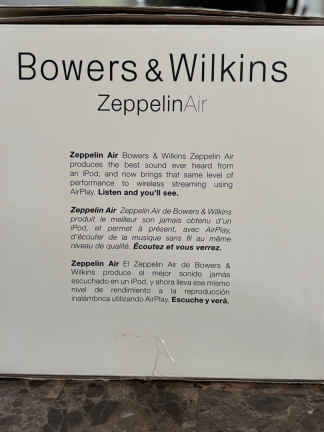 Bowers & Wilkins
ZeppelinAir
Zeppelin Air Bowers & Wilkins Zeppelin Air
produces the best sound ever heard from
an iPod, and now brings that same level of
performance to wireless streaming using
AirPlay. Listen and you'll see.
Zeppelin Air Zeppelin Air de Bowers & Wilkins
produit le meilleur son jamais obtenu d'un
iPod, et permet à présent, avec AirPlay,
d'écouter de la musique sans fil au même
niveau de qualité. Écoutez et vous verrez.
Zeppelin Air El Zeppelin Air de Bowers &
Wilkins produce el mejor sonido jamás
escuchado en un iPod, y ahora lleva ese mismo
nivel de rendimiento a la reproducción
inalámbrica utilizando AirPlay. Escuche y verá.